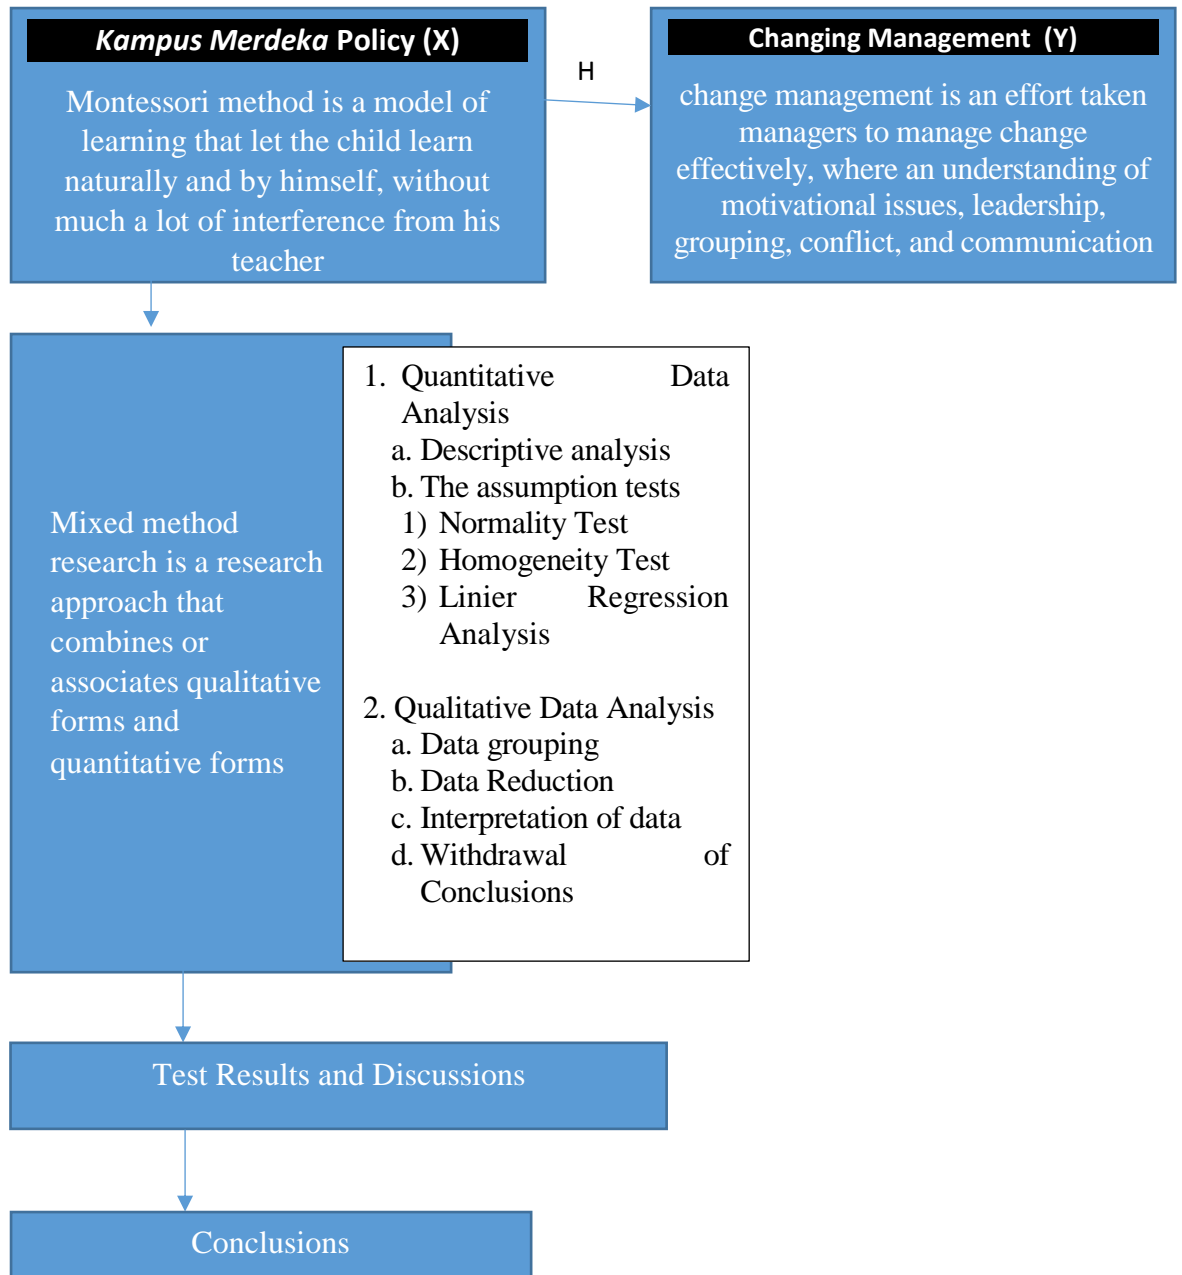 Kampus Merdeka Policy (X)
Montessori method is a model of
learning that let the child learn
naturally and by himself, without
much a lot of interference from his
teacher
H
Changing Management (Y)
change management is an effort taken
managers to manage change
effectively, where an understanding of
motivational issues, leadership,
grouping, conflict, and communication
Mixed method
research is a research
approach that
combines or
associates qualitative
forms and
quantitative forms
1. Quantitative Data
Analysis
a. Descriptive analysis
b. The assumption tests
1) Normality Test
2) Homogeneity Test
3) Linier Regression
Analysis
2. Qualitative Data Analysis
a. Data grouping
b. Data Reduction
c. Interpretation of data
d. Withdrawal of
Conclusions
Test Results and Discussions
Conclusions